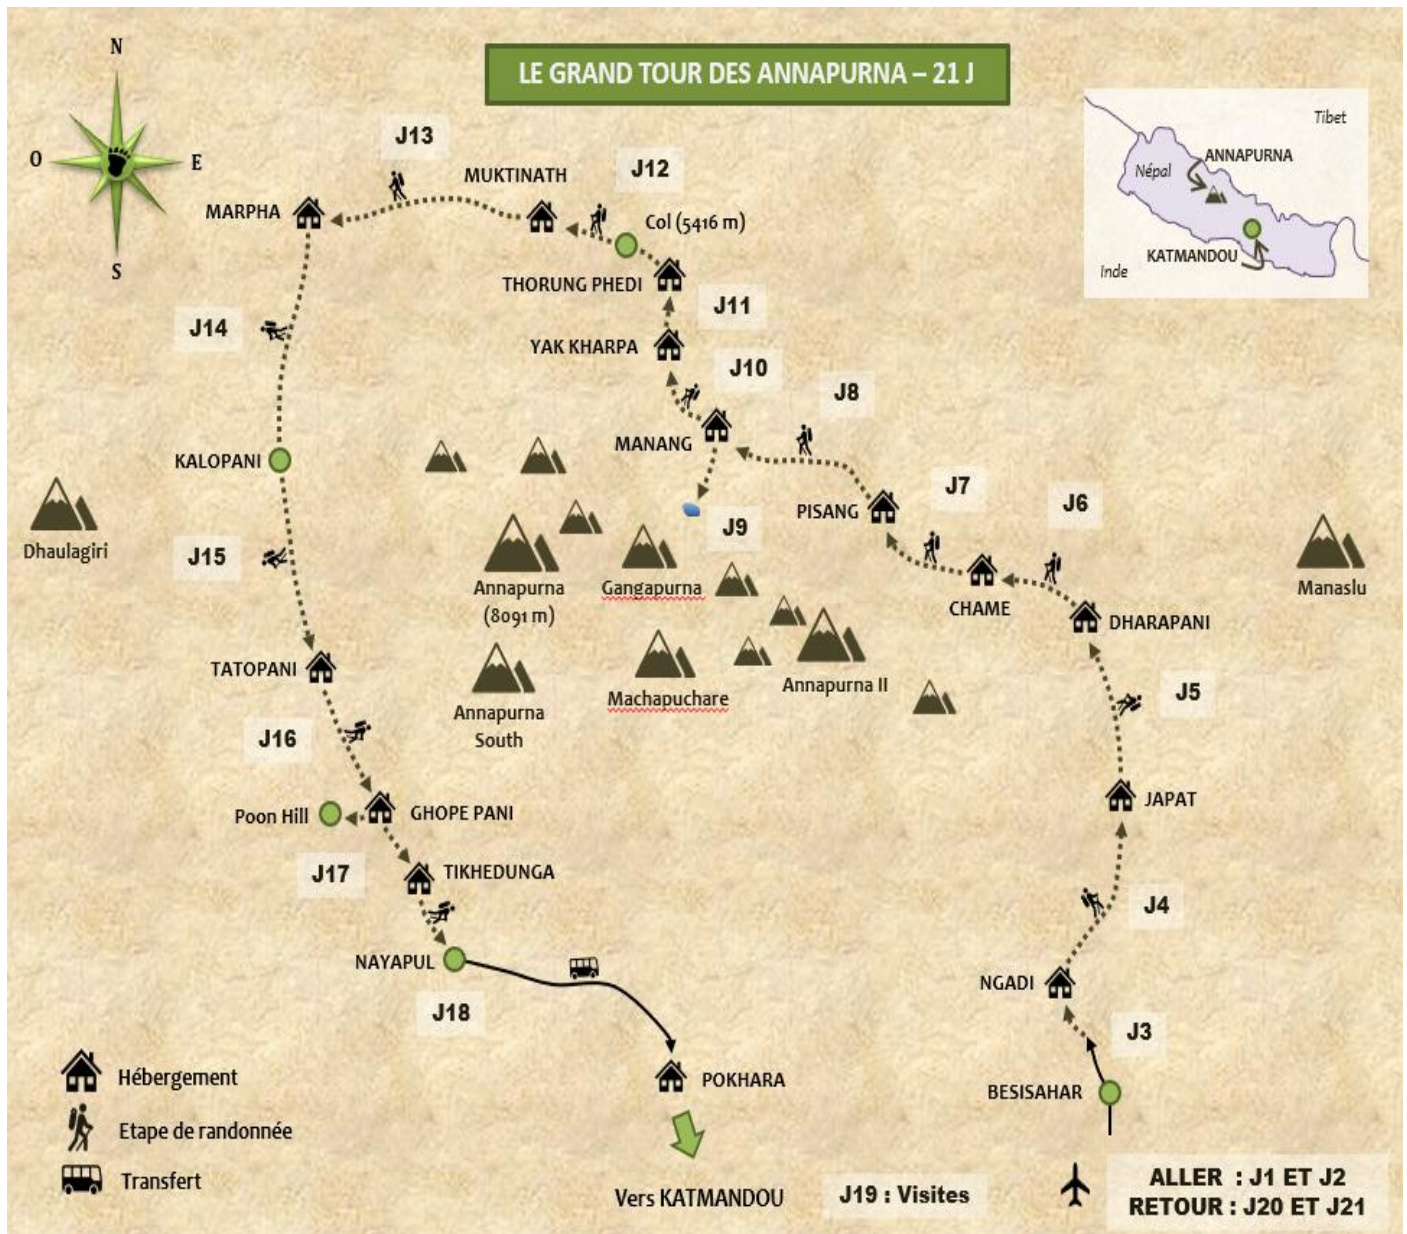 LE GRAND TOUR DES ANNAPURNA – 21 J
N
O
E
S
Tibet
Népal
ANNAPURNA
KATMANDOU
Inde
J13
MUKTINATH
J12
MARPHA
Col (5416 m)
THORUNG PHEDI
J11
J14
YAK KHARPA
J10
J8
MANANG
KALOPANI
J7
J6
PISANG
J9
Dhaulagiri
J15
Annapurna
(8091 m)
Gangapurna
Manaslu
CHAME
DHARAPANI
TATOPANI
Annapurna
South
Machapuchare
Annapurna II
J5
J16
JAPAT
Poon Hill
GHOPE PANI
J17
TIKHEDUNGA
J4
NAYAPUL
NGADI
J18
J3
Hébergement
POKHARA
BESISAHAR
Etape de randonnée
Transfert
Vers KATMANDOU
J19 : Visites
ALLER : J1 ET J2
RETOUR : J20 ET J21